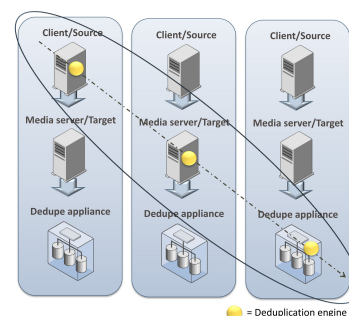 Client/Source
Media server/Target
Dedupe appliance
Client/Source
Media server/Target
Dedupe appliance
Client/Source
Media server/Target
Dedupe appliance
= Deduplication engine